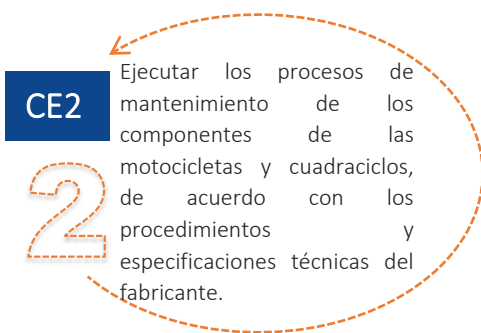 CE2
2
Ejecutar los procesos de
mantenimiento de los
componentes de las
motocicletas y cuadraciclos,
de acuerdo con los
procedimientos y
especificaciones técnicas del
fabricante.